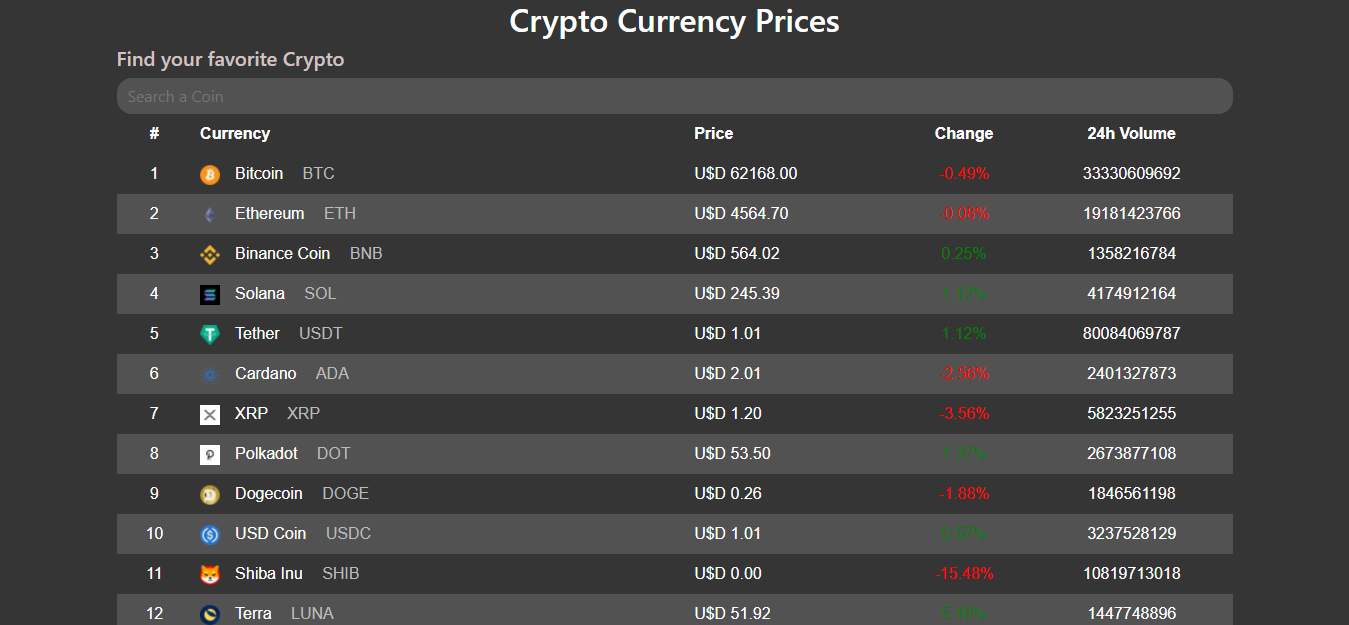 Crypto Currency Prices
Find your favorite Crypto
Search a Coin
# Currency Price Change 24h Volume
1 Bitcoin BTC U$D 62168.00 -0.49% 33330609692
2 Ethereum ETH U$D 4564.70 -0.08% 19181423766
3 Binance Coin BNB U$D 564.02 0.25% 1358216784
4 Solana SOL U$D 245.39 1.12% 4174912164
5 Tether USDT U$D 1.01 1.12% 80084069787
6 Cardano ADA U$D 2.01 -2.56% 2401327873
7 XRP XRP U$D 1.20 -3.56% 5823251255
8 Polkadot DOT U$D 53.50 1.37% 2673877108
9 Dogecoin DOGE U$D 0.26 -1.88% 1846561198
10 USD Coin USDC U$D 1.01 0.67% 3237528129
11 Shiba Inu SHIB U$D 0.00 -15.48% 10819713018
12 Terra LUNA U$D 51.92 1447748896